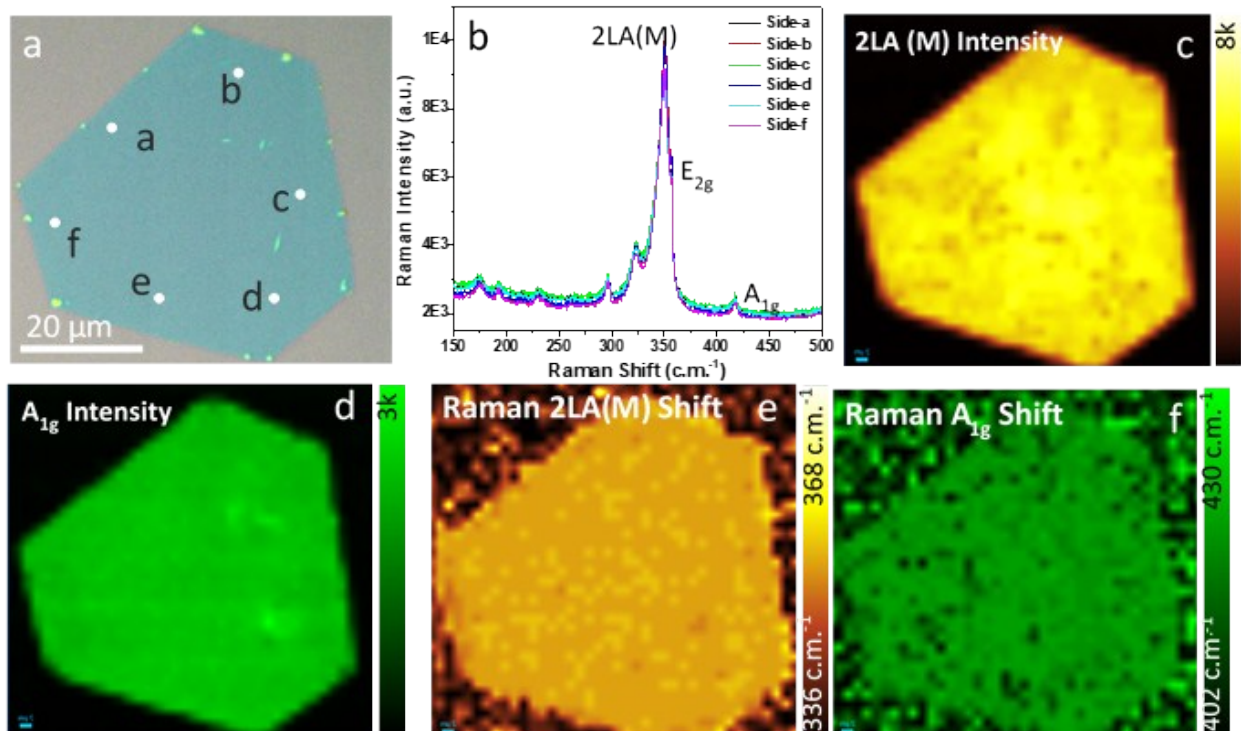 a
b
a
c
f
e
d
20 µm
b
2LA(M)
Side-a
Side-b
Side-c
Side-d
Side-e
Side-f
E2g
A1g
1E4
8E3
6E3
4E3
2E3
150 200 250 300 350 400 450 500
Raman Intensity (a.u.)
Raman Shift (c.m.-1)
2LA (M) Intensity
c
8k
A1g Intensity
d
3k
Raman 2LA(M) Shift
e
368 c.m.-1
336 c.m.-1
Raman A1g Shift
f
430 c.m.-1
402 c.m.-1